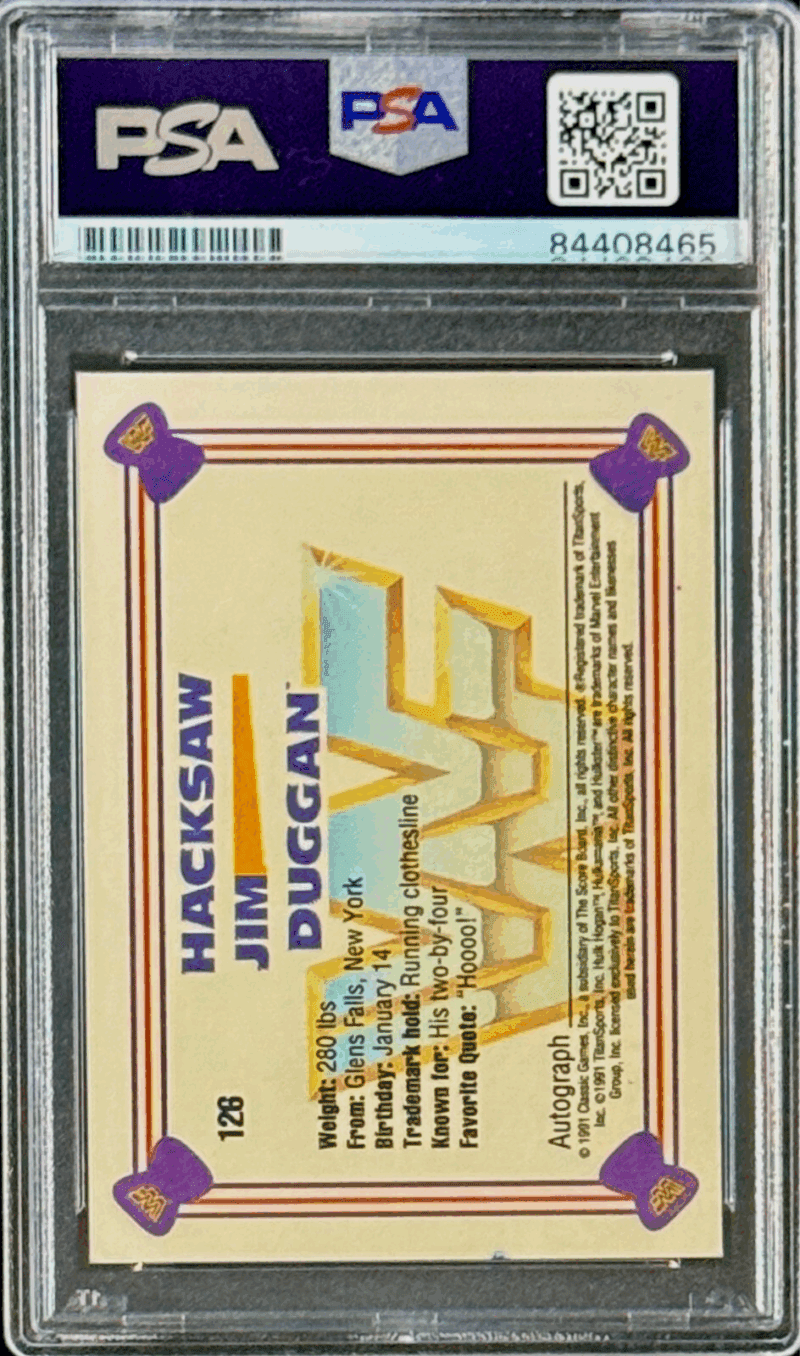 PSA
PSA
84408465
126
HACKSAW
JIM
DUGGAN™
Weight: 280 lbs
From: Glens Falls, New York
Birthday: January 14
Trademark hold: Running clothesline
Known for: His two-by-four
Favorite Quote: "Hoooo!"
Autograph
© 1991 Classic Games, Inc., a subsidiary of The Score Board, Inc., all rights reserved. ®Registered trademark of TitanSports,
Inc. ©1991 TitanSports, Inc. Hulk Hogan™, Hulkamania™, and Hulkster™ are trademarks of Marvel Entertainment
Group, Inc. licensed exclusively to TitanSports, Inc. All other distinctive character names and likenesses
used herein are trademarks of TitanSports, Inc. All rights reserved.